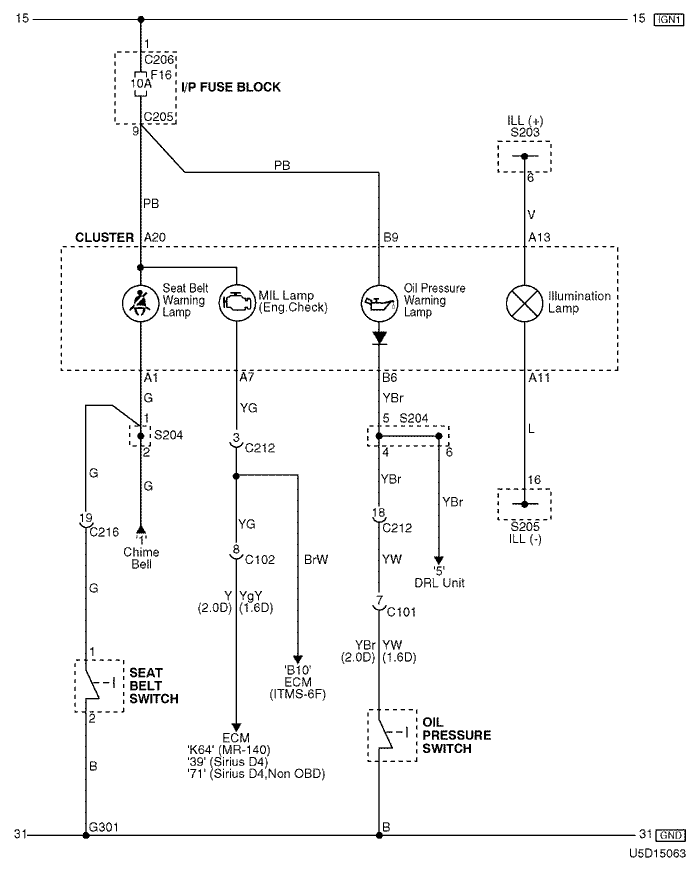 15
15 IGN1
1
C206
F16
10A
I/P FUSE BLOCK
C205
9
ILL (+)
S203
6
PB
PB
V
CLUSTER
A20
B9
A13
Seat Belt
Warning
Lamp
MIL Lamp
(Eng.Check)
Oil Pressure
Warning
Lamp
Illumination
Lamp
A1
A7
B6
A11
G
YG
YBr
L
1
S204
2
5
S204
4
6
3
C212
G
G
YBr
YBr
16
S205
ILL (-)
19
C216
'1'
Chime
Bell
YG
18
C212
8
C102
BrW
YW
'5'
DRL Unit
G
Y
(2.0D)
YgY
(1.6D)
7
C101
YBr
(2.0D)
YW
(1.6D)
1
SEAT
BELT
SWITCH
2
'B10'
ECM
(ITMS-6F)
ECM
'K64' (MR-140)
'39' (Sirius D4)
'71' (Sirius D4,Non OBD)
OIL
PRESSURE
SWITCH
B
G301
B
31
31 GND
U5D15063